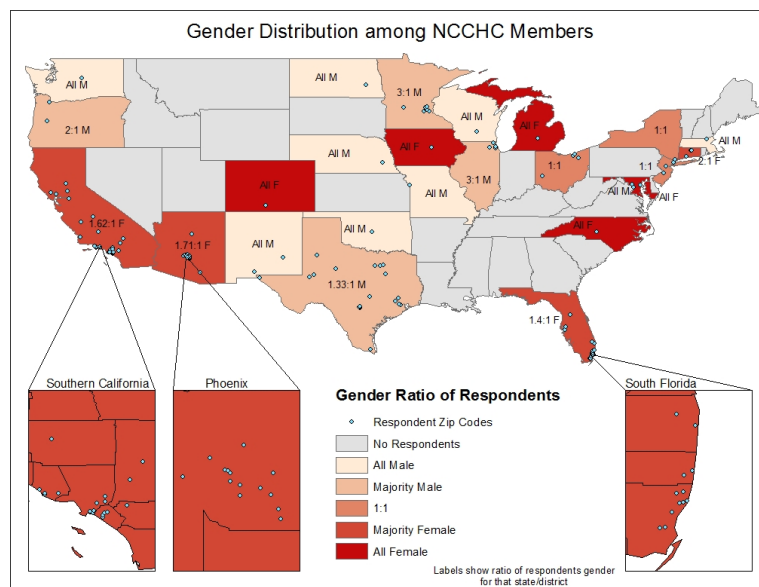 Gender Distribution among NCCHC Members
All M
2:1 M
1.62:1 F
1.71:1 F
All F
All M
All M
All M
All M
1.33:1 M
3:1 M
All F
All M
All M
3:1 M
All F
1:1
1:1
1:1
All M
2:1 F
All M
All F
All F
1.4:1 F
Southern California
Phoenix
South Florida
Gender Ratio of Respondents
Respondent Zip Codes
No Respondents
All Male
Majority Male
1:1
Majority Female
All Female
Labels show ratio of respondents gender
for that state/district